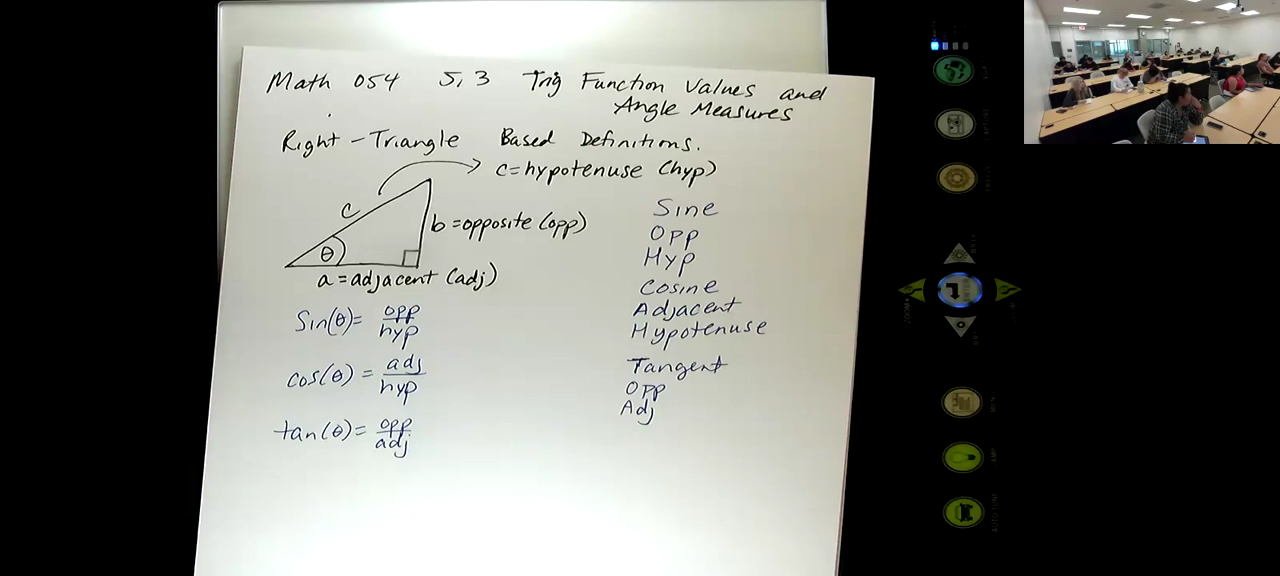 Math 054 5.3 Trig Function Values and
Angle Measures
Right-Triangle Based Definitions.
c=hypotenuse (hyp)
c
b=opposite (opp)
θ
a=adjacent (adj)
Sin(θ)= opp/hyp
cos(θ) = adj/hyp
tan(θ)= opp/adj
Sine
Opp
Hyp
Cosine
Adjacent
Hypotenuse
Tangent
Opp
Adj